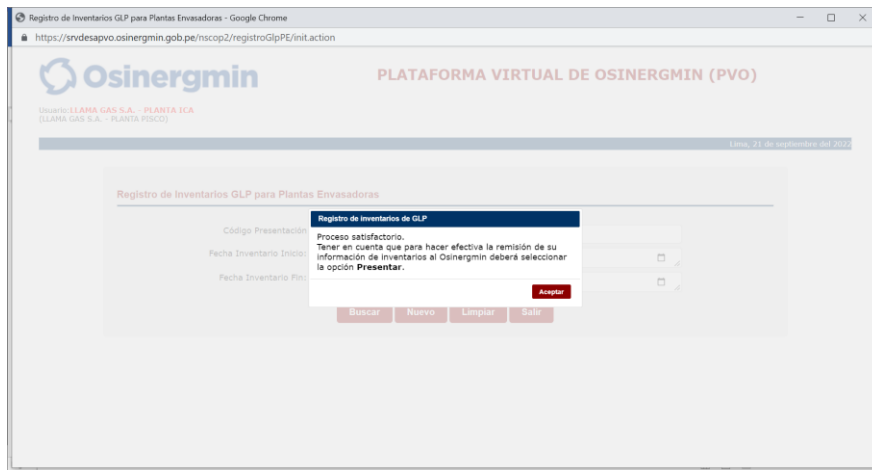 Registro de Inventarios GLP para Plantas Envasadoras - Google Chrome
https://srvdesapvo.osinergmin.gob.pe/nscop2/registroGlpPE/init.action
Osinergmin
PLATAFORMA VIRTUAL DE OSINERGMIN (PVO)
Usuario:LLAMA GAS S.A. - PLANTA ICA
(LLAMA GAS S.A. - PLANTA PISCO)
Lima, 21 de septiembre del 2022
Registro de Inventarios GLP para Plantas Envasadoras
Registro de inventarios de GLP
Código Presentación
Proceso satisfactorio.
Tener en cuenta que para hacer efectiva la remisión de su
Fecha Inventario Inicio:
información de inventarios al Osinergmin deberá seleccionar
la opción Presentar.
Fecha Inventario Fin:
Aceptar
Buscar Nuevo Limpiar Salir